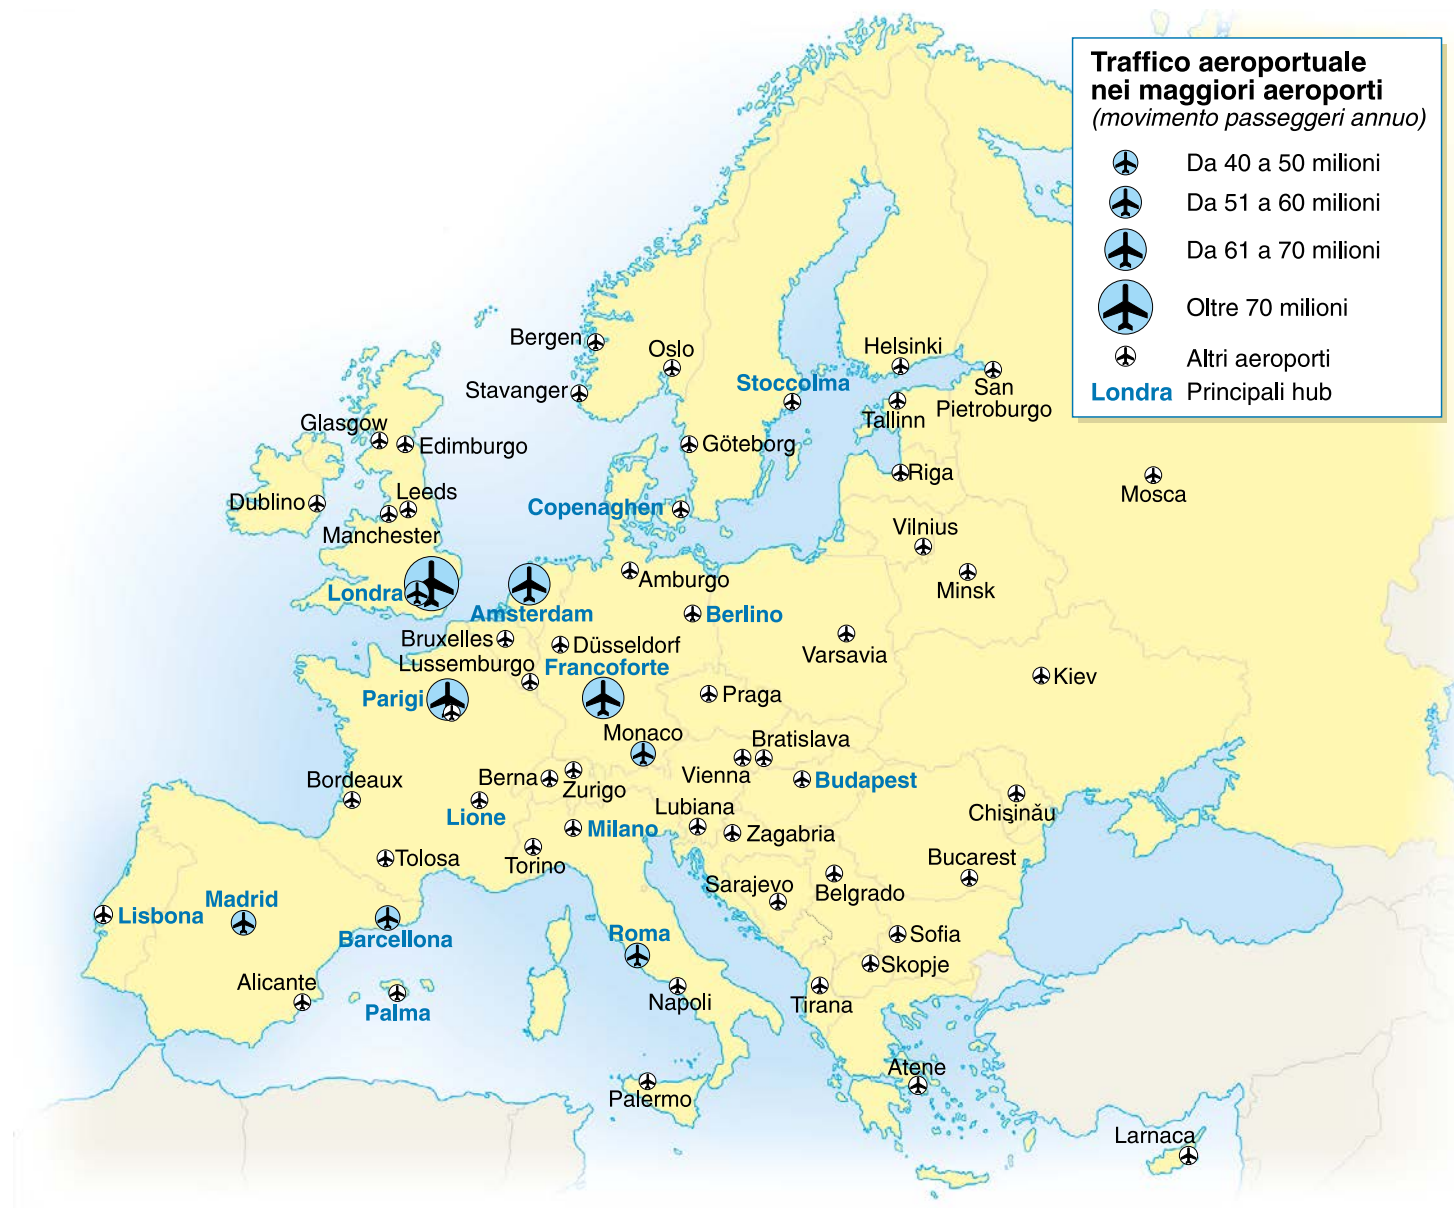 Traffico aeroportuale
nei maggiori aeroporti
(movimento passeggeri annuo)
Da 40 a 50 milioni
Da 51 a 60 milioni
Da 61 a 70 milioni
Oltre 70 milioni
Altri aeroporti
Londra Principali hub
Bergen
Oslo
Helsinki
Stavanger
Stoccolma
San
Pietroburgo
Tallinn
Glasgow
Edimburgo
Göteborg
Riga
Mosca
Leeds
Dublino
Copenaghen
Manchester
Vilnius
Minsk
Amburgo
Londra
Amsterdam
Berlino
Bruxelles
Düsseldorf
Varsavia
Lussemburgo
Francoforte
Kiev
Parigi
Praga
Monaco
Bratislava
Vienna
Budapest
Bordeaux
Berna
Zurigo
Lione
Lubiana
Chisinău
Milano
Zagabria
Tolosa
Torino
Bucarest
Sarajevo
Belgrado
Madrid
Lisbona
Barcellona
Roma
Sofia
Skopje
Alicante
Palma
Napoli
Tirana
Atene
Palermo
Larnaca